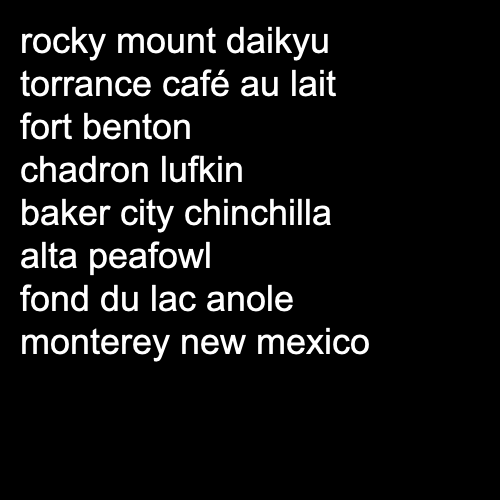 rocky mount daikyu
torrance café au lait
fort benton
chadron lufkin
baker city chinchilla
alta peafowl
fond du lac anole
monterey new mexico